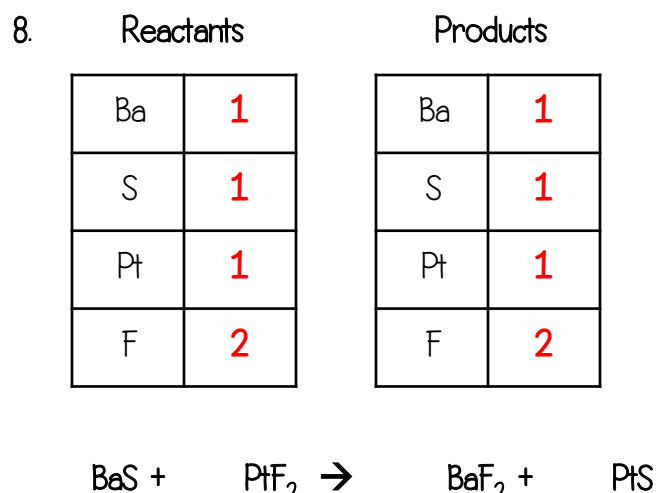 8. Reactants Products
Ba 1 Ba 1
S 1 S 1
Pt 1 Pt 1
F 2 F 2
BaS + PtF₂ → BaF₂ + PtS